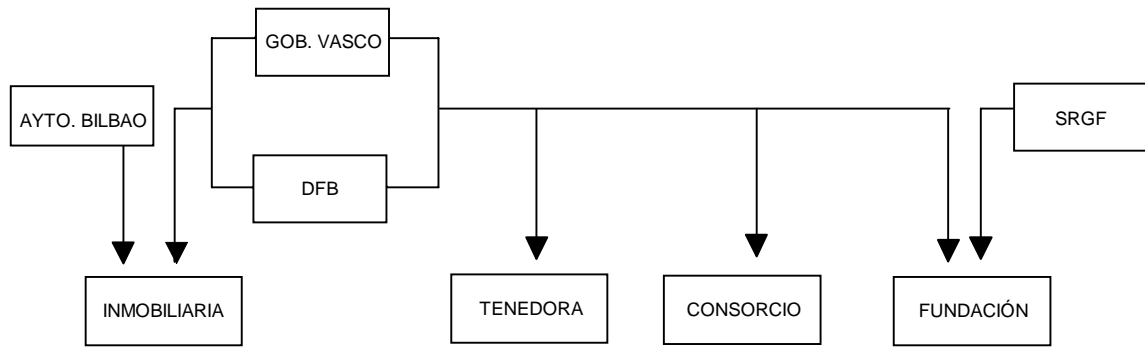 GOB. VASCO
AYTO. BILBAO
SRGF
DFB
INMOBILIARIA
TENEDORA
CONSORCIO
FUNDACIÓN